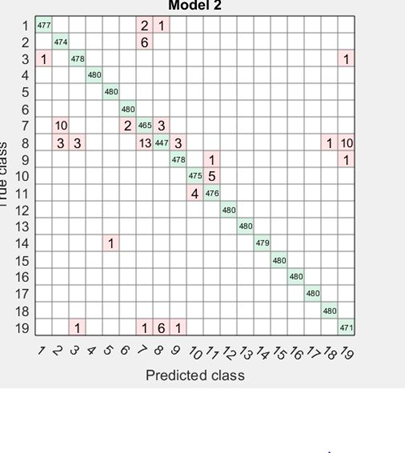 Model 2
1 477 2 1
2 474 6
3 1 478 1
4 480
5 480
6 480
7 10 2 465 3
8 3 3 13 447 3 1 10
9 478 1 1
10 475 5
11 4 476
12 480
13 480
14 1 479
15 480
16 480
17 480
18 480
19 1 1 6 1 471
1 2 3 4 5 6 7 8 9 10 11 12 13 14 15 16 17 18 19
Predicted class
True class